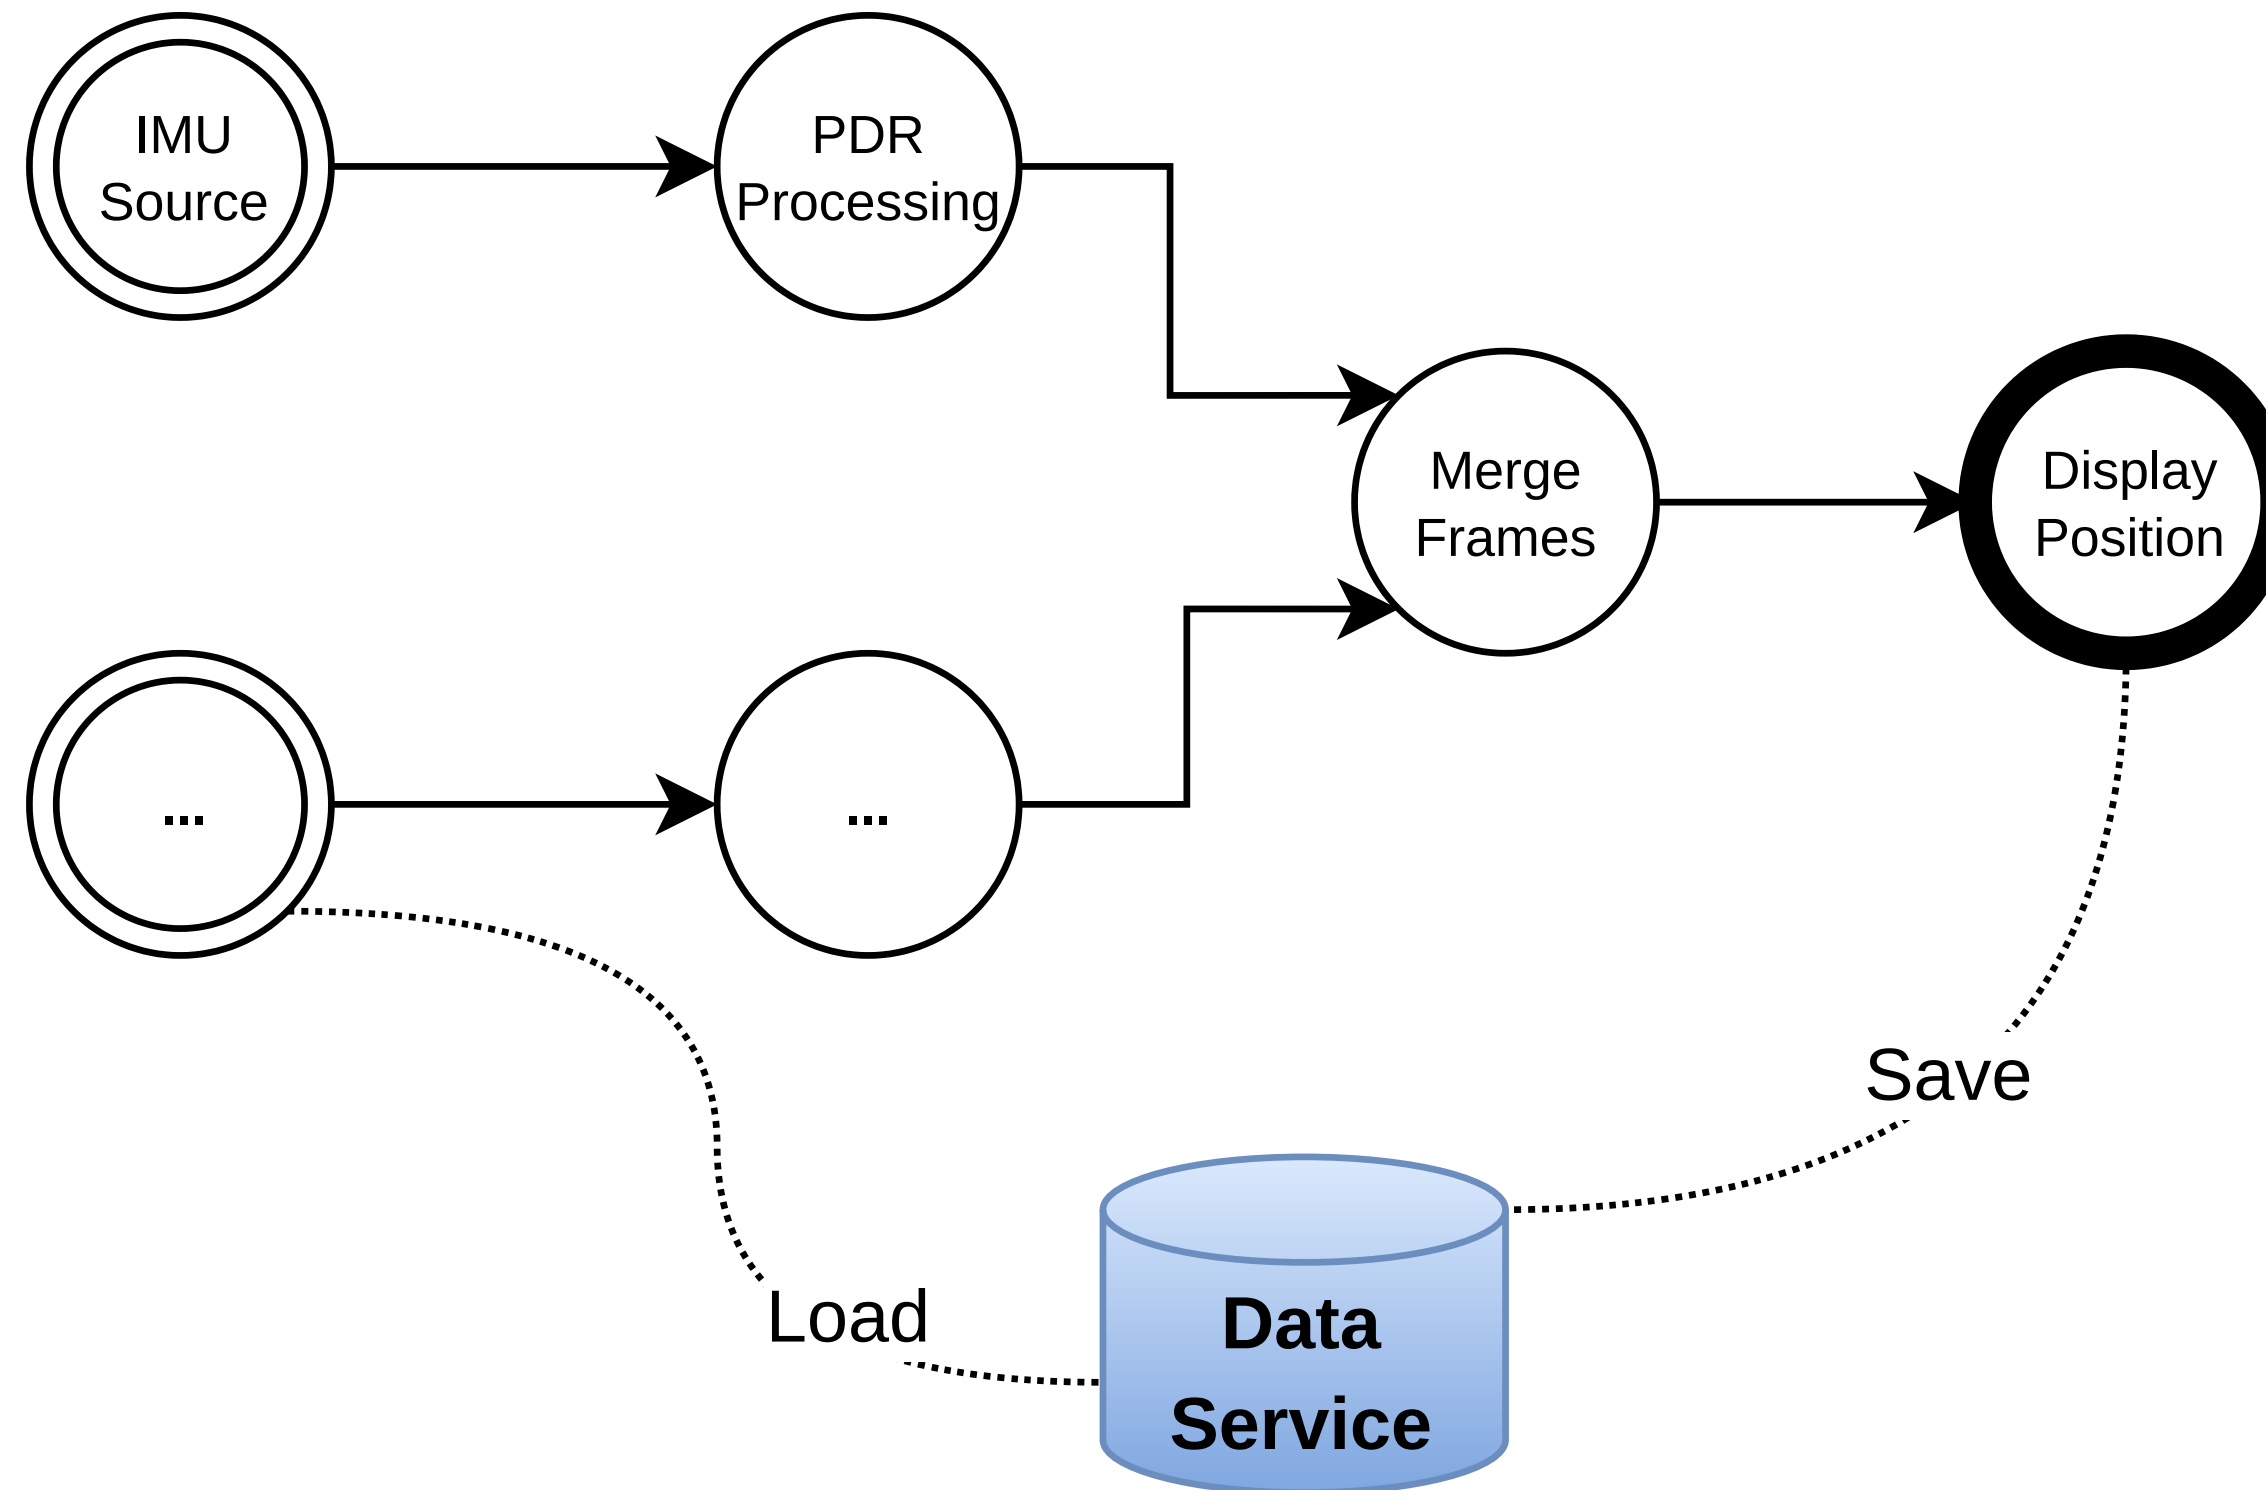 IMU
Source
PDR
Processing
Merge
Frames
Display
Position
...
...
Save
Load
Data
Service